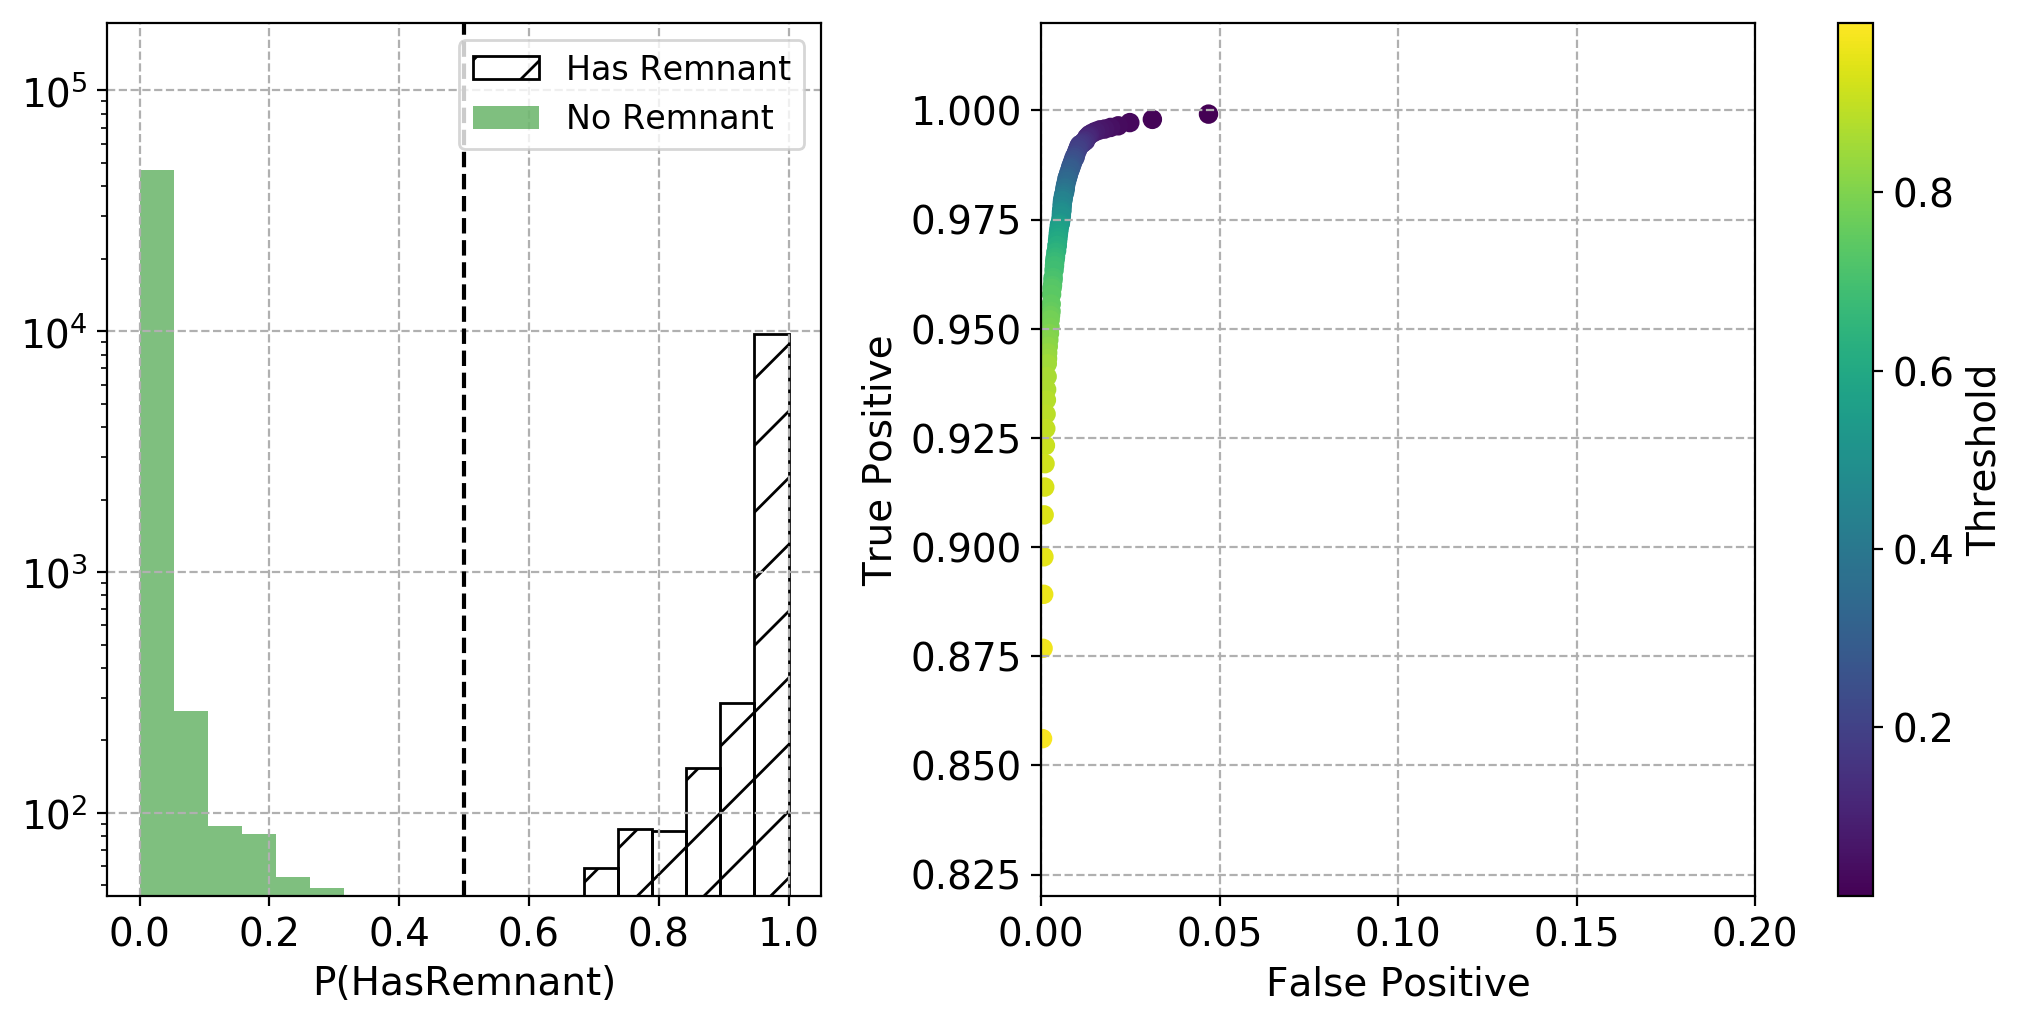 10^5
10^4
10^3
10^2
Has Remnant
No Remnant
0.0 0.2 0.4 0.6 0.8 1.0
P(HasRemnant)
True Positive
1.000
0.975
0.950
0.925
0.900
0.875
0.850
0.825
0.00 0.05 0.10 0.15 0.20
False Positive
0.8
0.6
0.4
0.2
Threshold